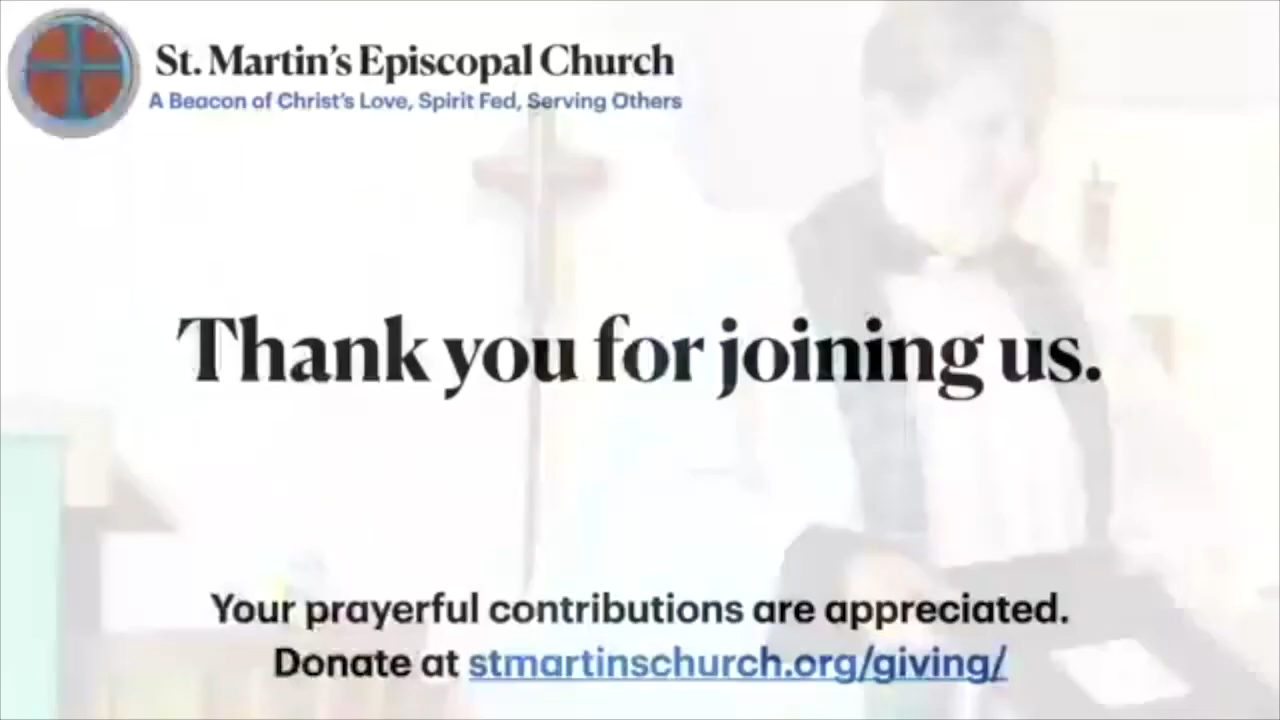 St. Martin's Episcopal Church
A Beacon of Christ's Love, Spirit Fed, Serving Others
Thank you for joining us.
Your prayerful contributions are appreciated.
Donate at stmartinschurch.org/giving/